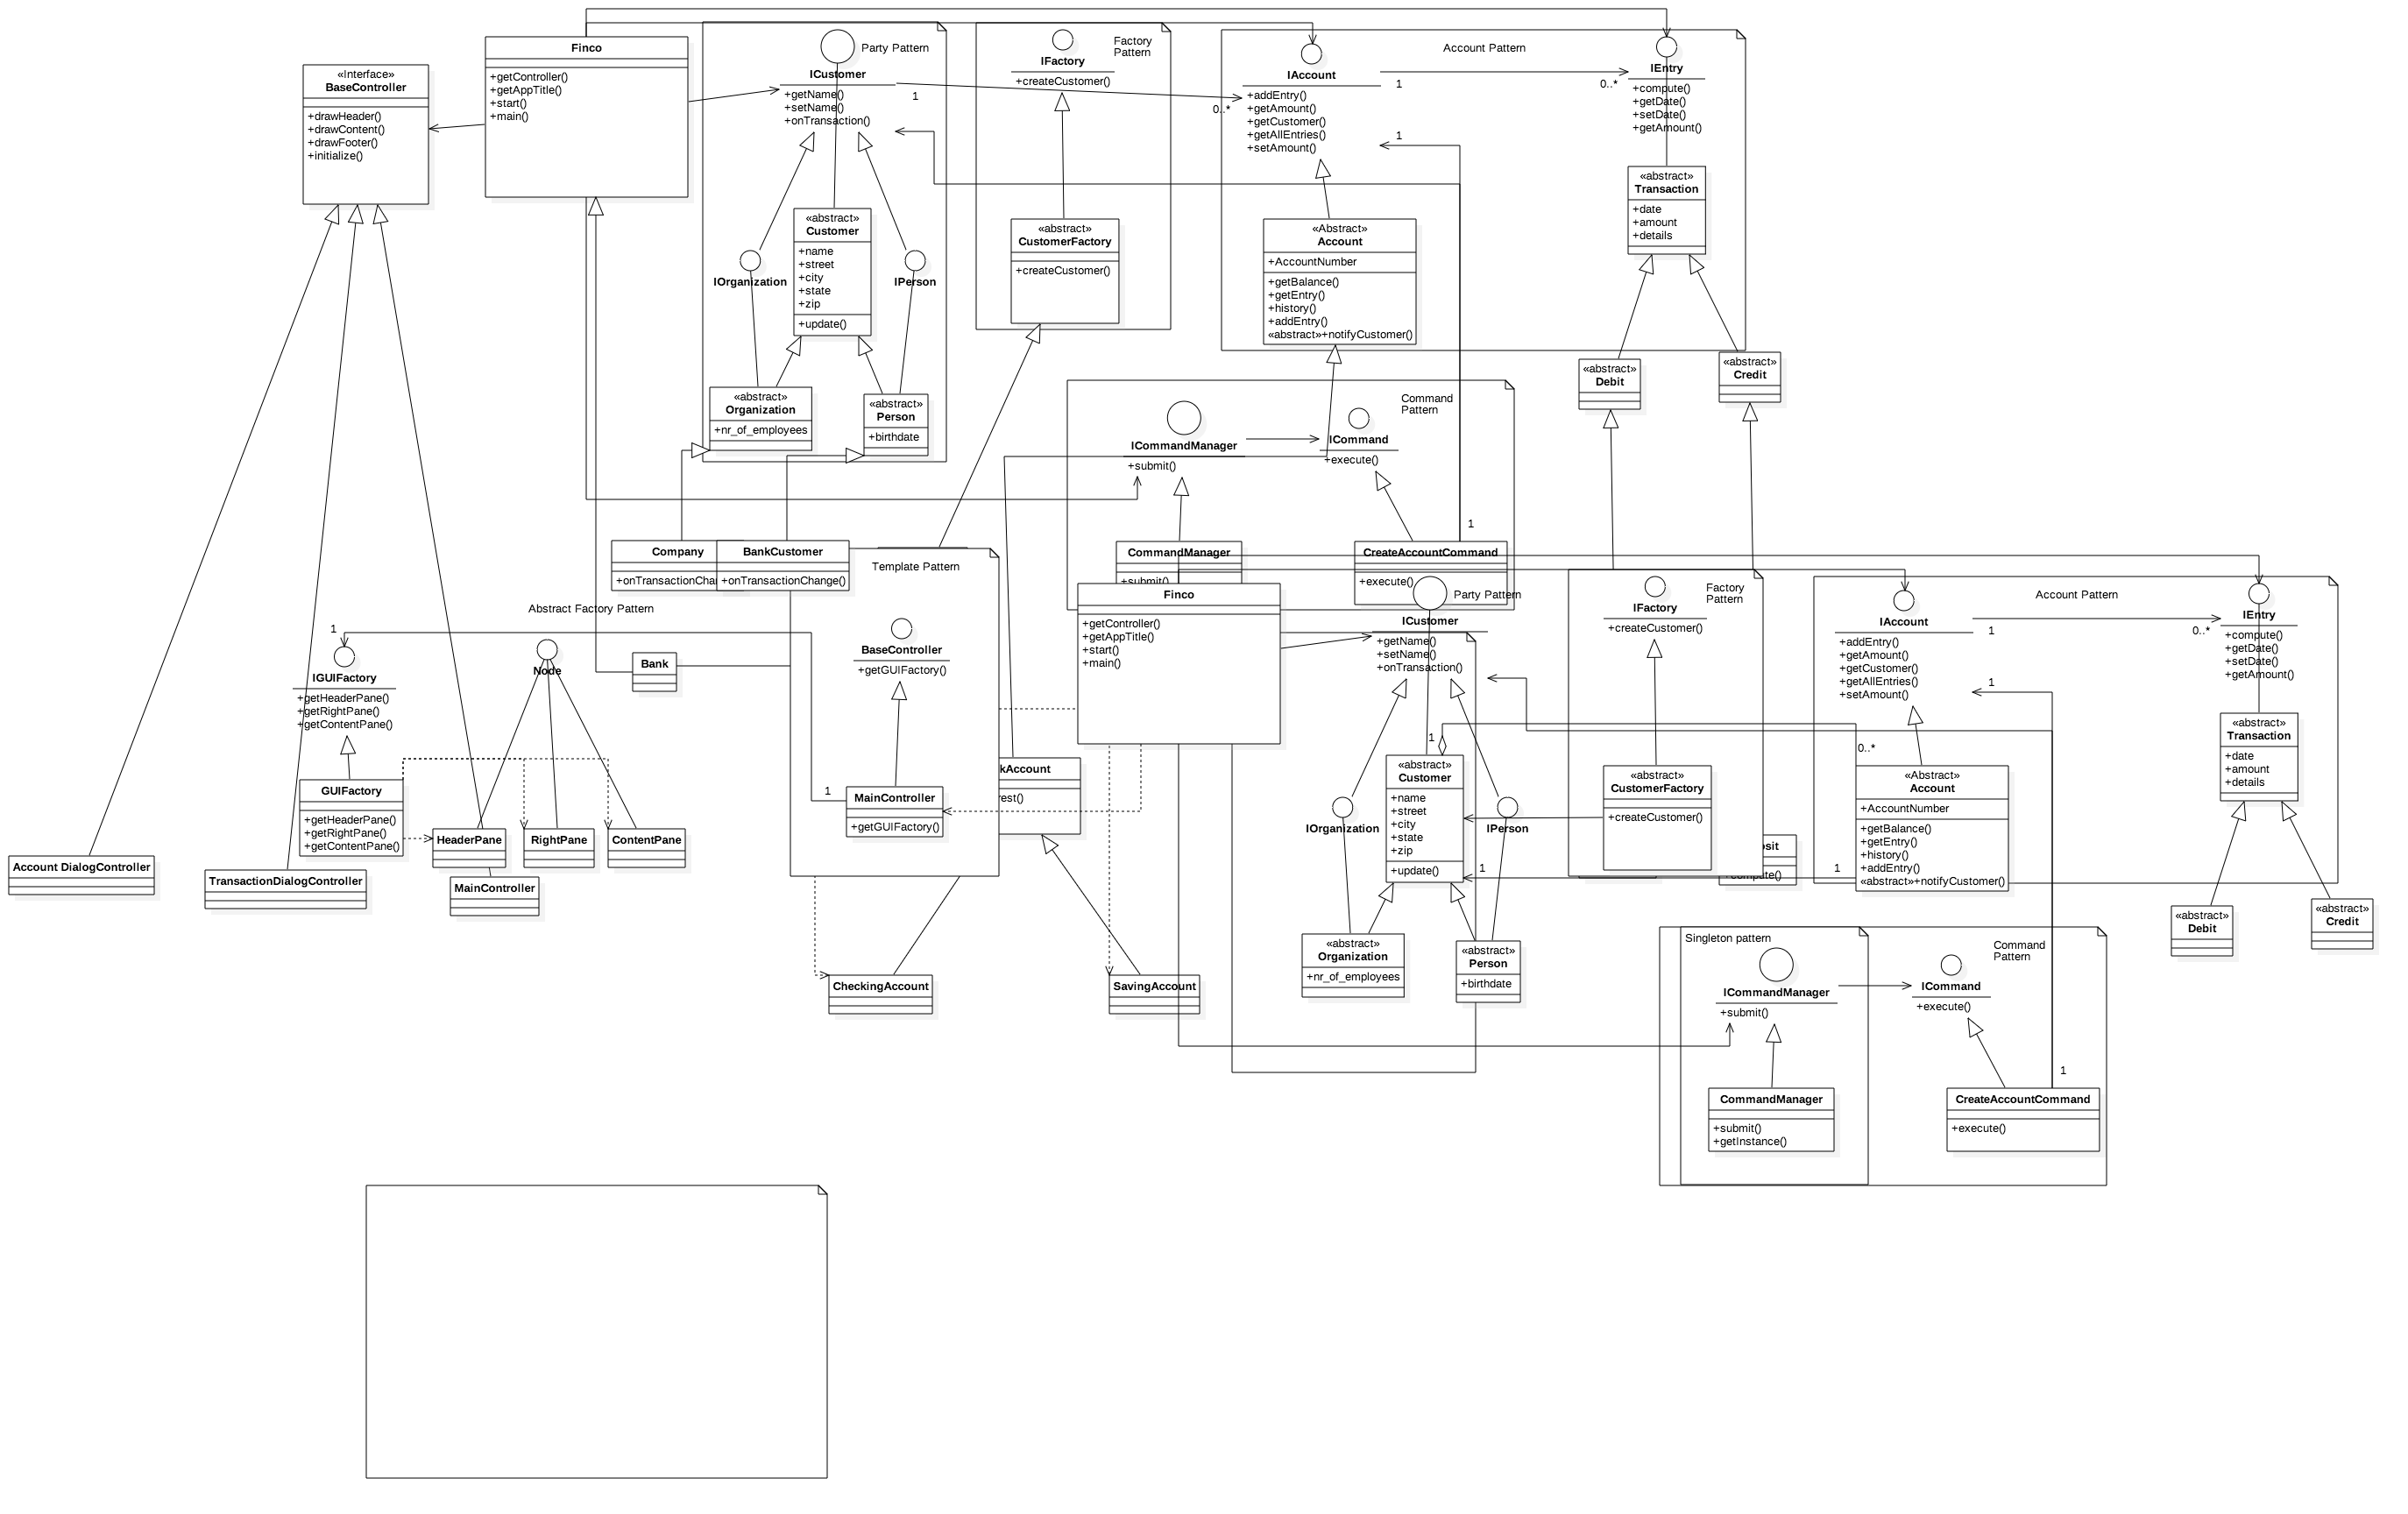 Finco
+getController()
+getAppTitle()
+start()
+main()
«Interface»
BaseController
+drawHeader()
+drawContent()
+drawFooter()
+initialize()
Party Pattern
ICustomer
+getName()
+setName()
+onTransaction()
1
0..*
«abstract»
Customer
+name
+street
+city
+state
+zip
+update()
IOrganization
IPerson
«abstract»
Organization
+nr_of_employees
«abstract»
Person
+birthdate
Factory
Pattern
IFactory
+createCustomer()
«abstract»
CustomerFactory
+createCustomer()
Account Pattern
IAccount
+addEntry()
+getAmount()
+getCustomer()
+getAllEntries()
+setAmount()
1
0..*
1
IEntry
+compute()
+getDate()
+setDate()
+getAmount()
«Abstract»
Account
+AccountNumber
+getBalance()
+getEntry()
+history()
+addEntry()
«abstract»+notifyCustomer()
«abstract»
Transaction
+date
+amount
+details
«abstract»
Debit
«abstract»
Credit
Command
Pattern
ICommandManager
+submit()
ICommand
+execute()
1
CommandManager
+submit()
CreateAccountCommand
+execute()
Company
+onTransactionCha
BankCustomer
+onTransactionChange()
Template Pattern
BaseController
+getGUIFactory()
MainController
+getGUIFactory()
1
Abstract Factory Pattern
1
IGUIFactory
+getHeaderPane()
+getRightPane()
+getContentPane()
Node
Bank
GUIFactory
+getHeaderPane()
+getRightPane()
+getContentPane()
HeaderPane
RightPane
ContentPane
Account DialogController
TransactionDialogController
MainController
kAccount
rest()
CheckingAccount
SavingAccount
Finco
+getController()
+getAppTitle()
+start()
+main()
Party Pattern
ICustomer
+getName()
+setName()
+onTransaction()
1
«abstract»
Customer
+name
+street
+city
+state
+zip
+update()
1
IOrganization
IPerson
«abstract»
Organization
+nr_of_employees
«abstract»
Person
+birthdate
Factory
Pattern
IFactory
+createCustomer()
«abstract»
CustomerFactory
+createCustomer()
osit
+compute()
Account Pattern
IAccount
+addEntry()
+getAmount()
+getCustomer()
+getAllEntries()
+setAmount()
1
0..*
1
IEntry
+compute()
+getDate()
+setDate()
+getAmount()
0..*
1
«Abstract»
Account
+AccountNumber
+getBalance()
+getEntry()
+history()
+addEntry()
«abstract»+notifyCustomer()
«abstract»
Transaction
+date
+amount
+details
«abstract»
Debit
«abstract»
Credit
Singleton pattern
Command
Pattern
ICommandManager
+submit()
ICommand
+execute()
1
CommandManager
+submit()
+getInstance()
CreateAccountCommand
+execute()